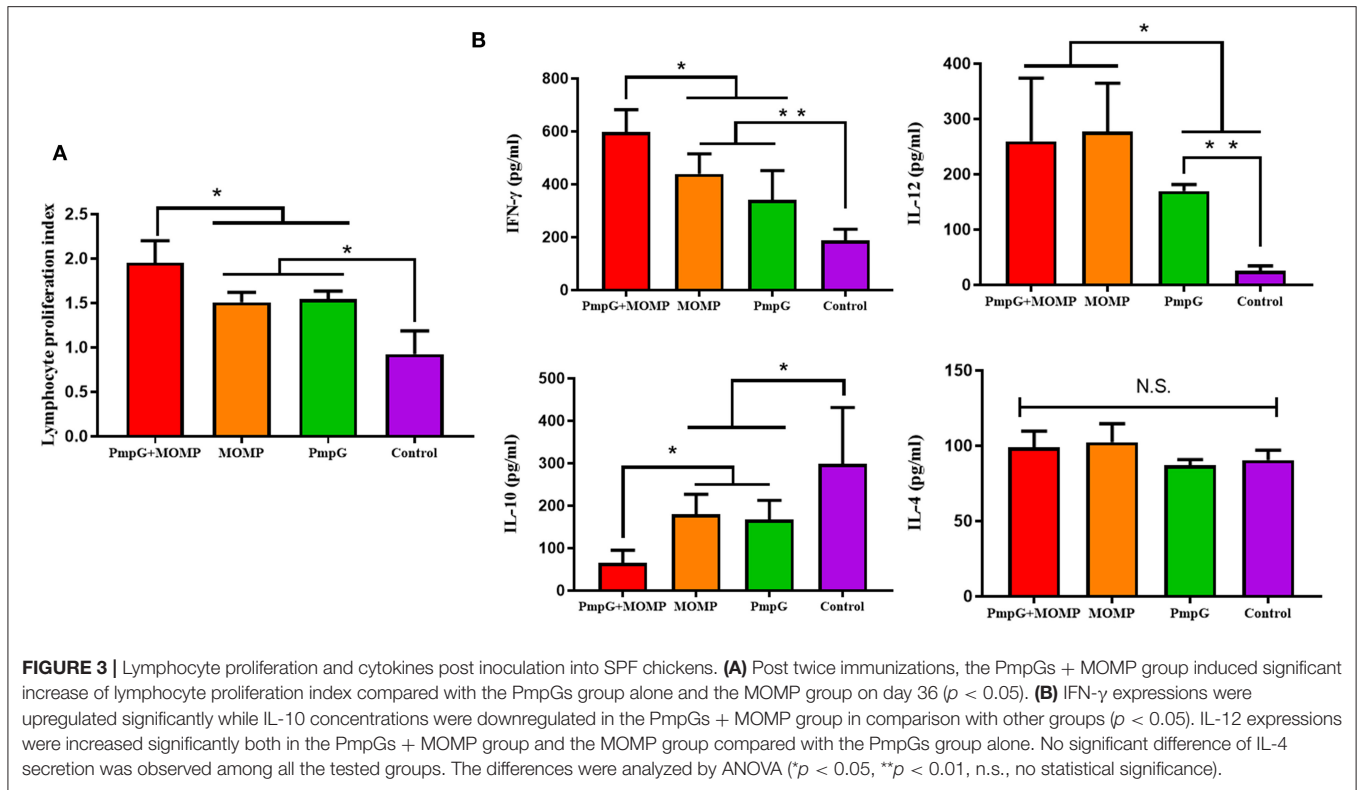 A
Lymphocyte proliferation index
2.5
2.0
1.5
1.0
0.5
0.0
*
*
PmpG+MOMP MOMP PmpG Control
B
IFN-γ (pg/ml)
800
600
400
200
0
*
* *
PmpG+MOMP MOMP PmpG Control
IL-12 (pg/ml)
400
300
200
100
0
*
* *
PmpG+MOMP MOMP PmpG Control
IL-10 (pg/ml)
500
400
300
200
100
0
*
*
PmpG+MOMP MOMP PmpG Control
IL-4 (pg/ml)
150
100
50
0
N.S.
PmpG+MOMP MOMP PmpG Control
FIGURE 3 | Lymphocyte proliferation and cytokines post inoculation into SPF chickens. (A) Post twice immunizations, the PmpGs + MOMP group induced significant
increase of lymphocyte proliferation index compared with the PmpGs group alone and the MOMP group on day 36 (p < 0.05). (B) IFN-γ expressions were
upregulated significantly while IL-10 concentrations were downregulated in the PmpGs + MOMP group in comparison with other groups (p < 0.05). IL-12 expressions
were increased significantly both in the PmpGs + MOMP group and the MOMP group compared with the PmpGs group alone. No significant difference of IL-4
secretion was observed among all the tested groups. The differences were analyzed by ANOVA (*p < 0.05, **p < 0.01, n.s., no statistical significance).